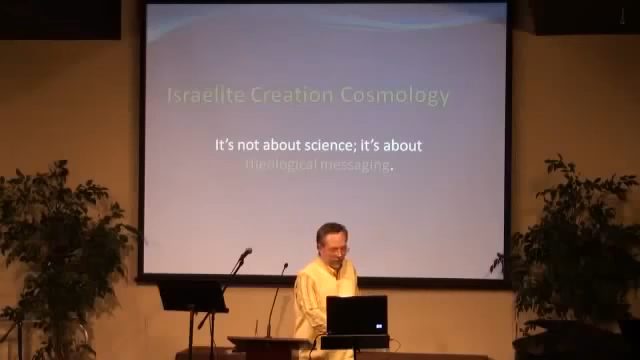 Israelite Creation Cosmology
It's not about science; it's about
theological messaging.